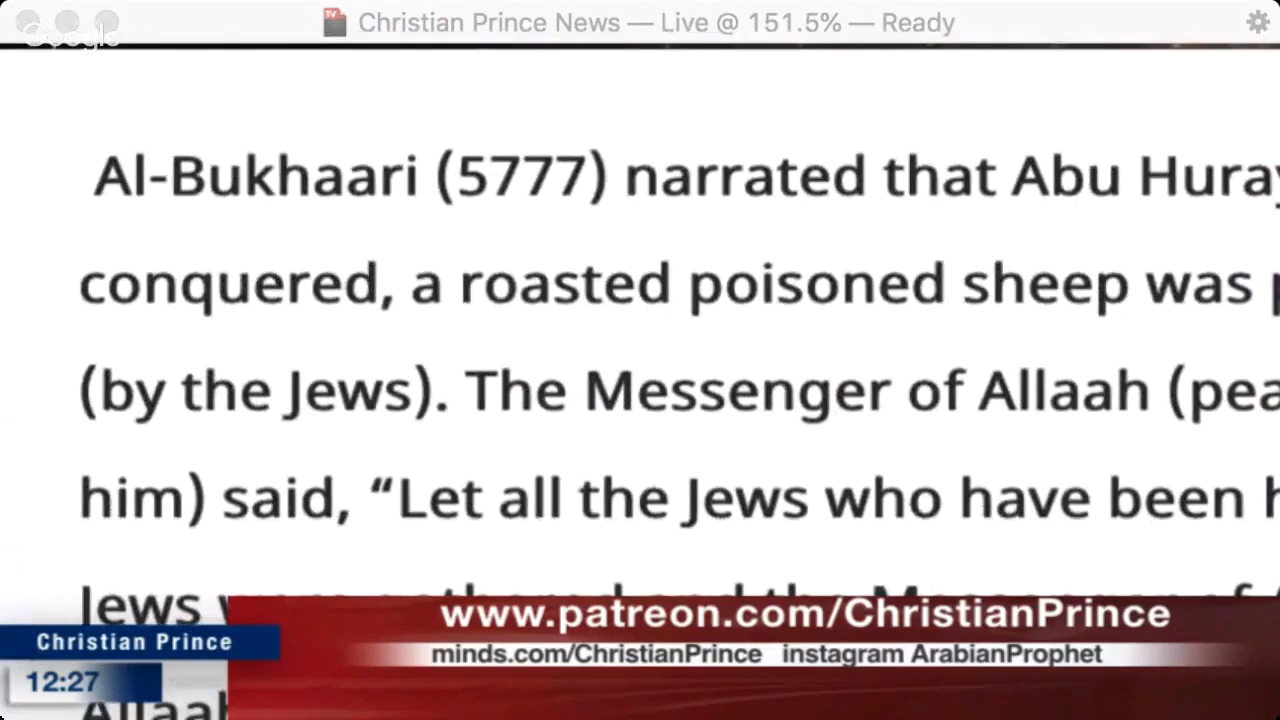 Christian Prince News — Live @ 151.5% — Ready
Google
Al-Bukhaari (5777) narrated that Abu
conquered, a roasted poisoned sheep was
(by the Jews). The Messenger of Allaah
him) said, “Let all the Jews who have been
Jews
www.patreon.com/ChristianPrince
Christian Prince
minds.com/ChristianPrince instagram ArabianProphet
12:27